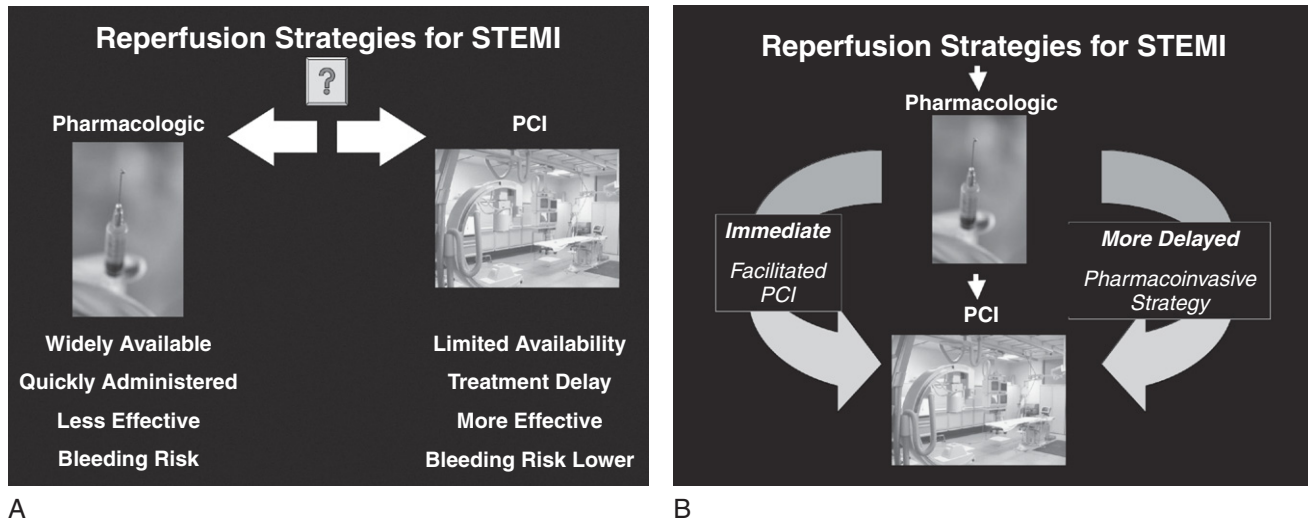 Reperfusion Strategies for STEMI
?
Pharmacologic
PCI
Widely Available
Limited Availability
Quickly Administered
Treatment Delay
Less Effective
More Effective
Bleeding Risk
Bleeding Risk Lower
A
Reperfusion Strategies for STEMI
Pharmacologic
Immediate
Facilitated
PCI
More Delayed
Pharmacoinvasive
Strategy
PCI
B